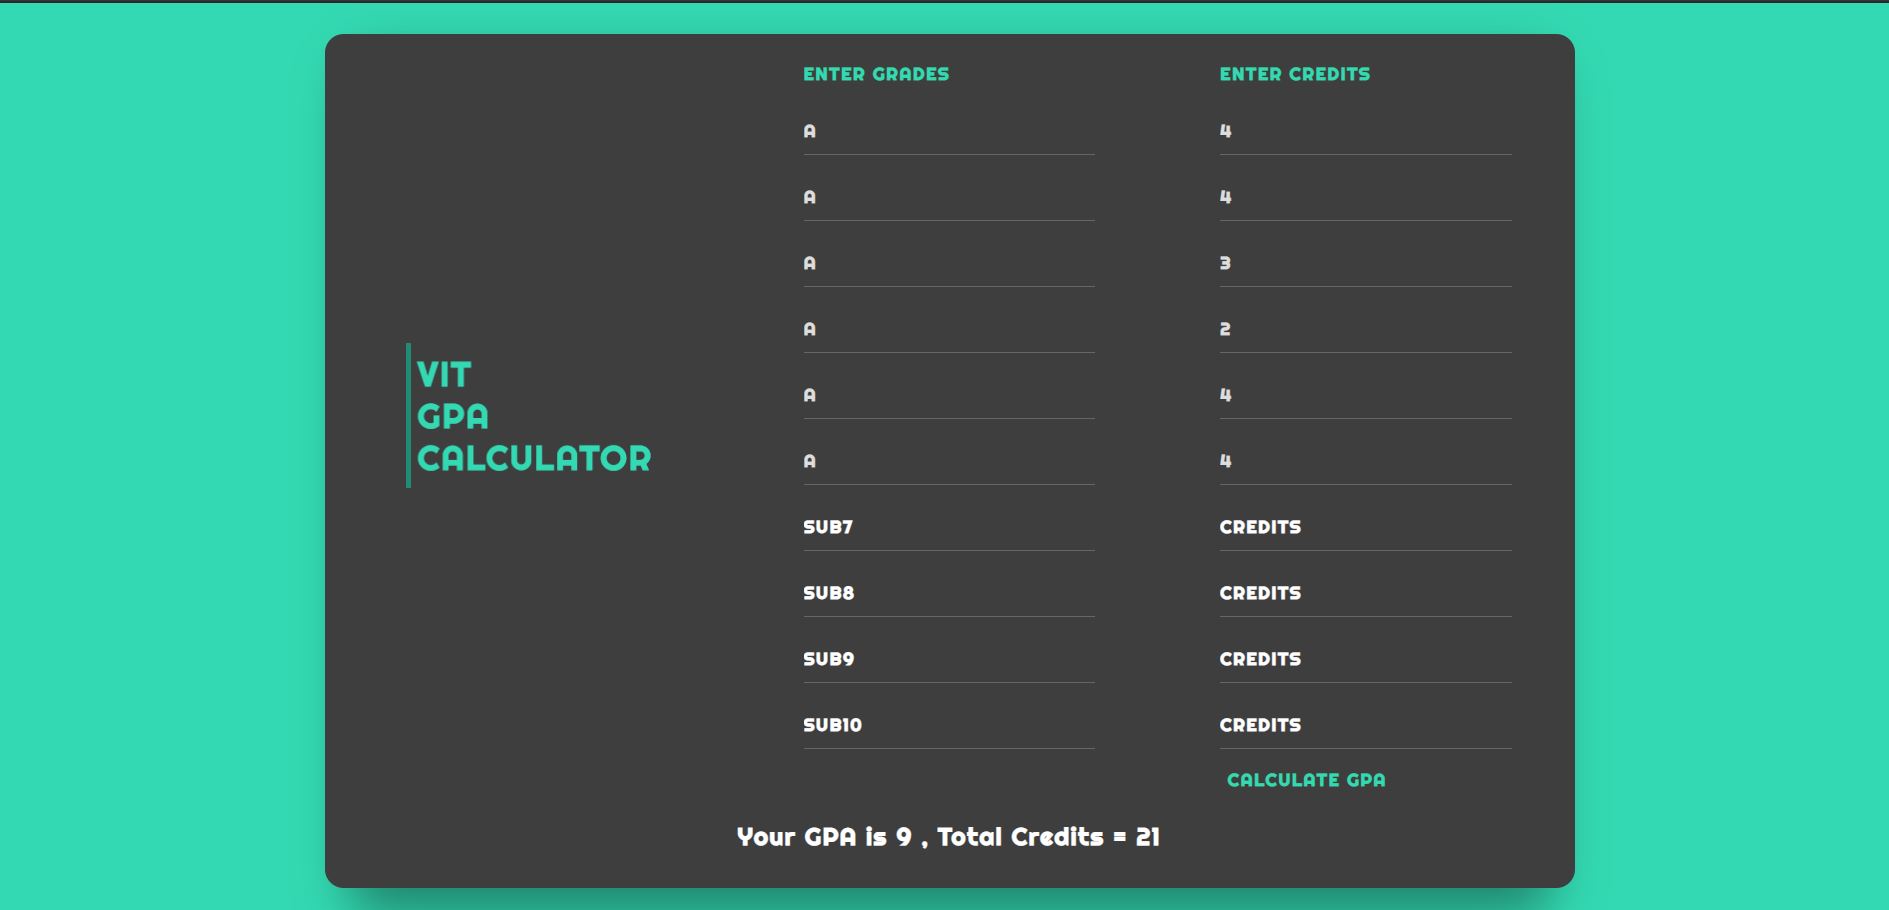 ENTER GRADES ENTER CREDITS
A 4
A 4
A 3
A 2
A 4
A 4
VIT
GPA
CALCULATOR
SUB7 CREDITS
SUB8 CREDITS
SUB9 CREDITS
SUB10 CREDITS
CALCULATE GPA
Your GPA is 9 , Total Credits = 21